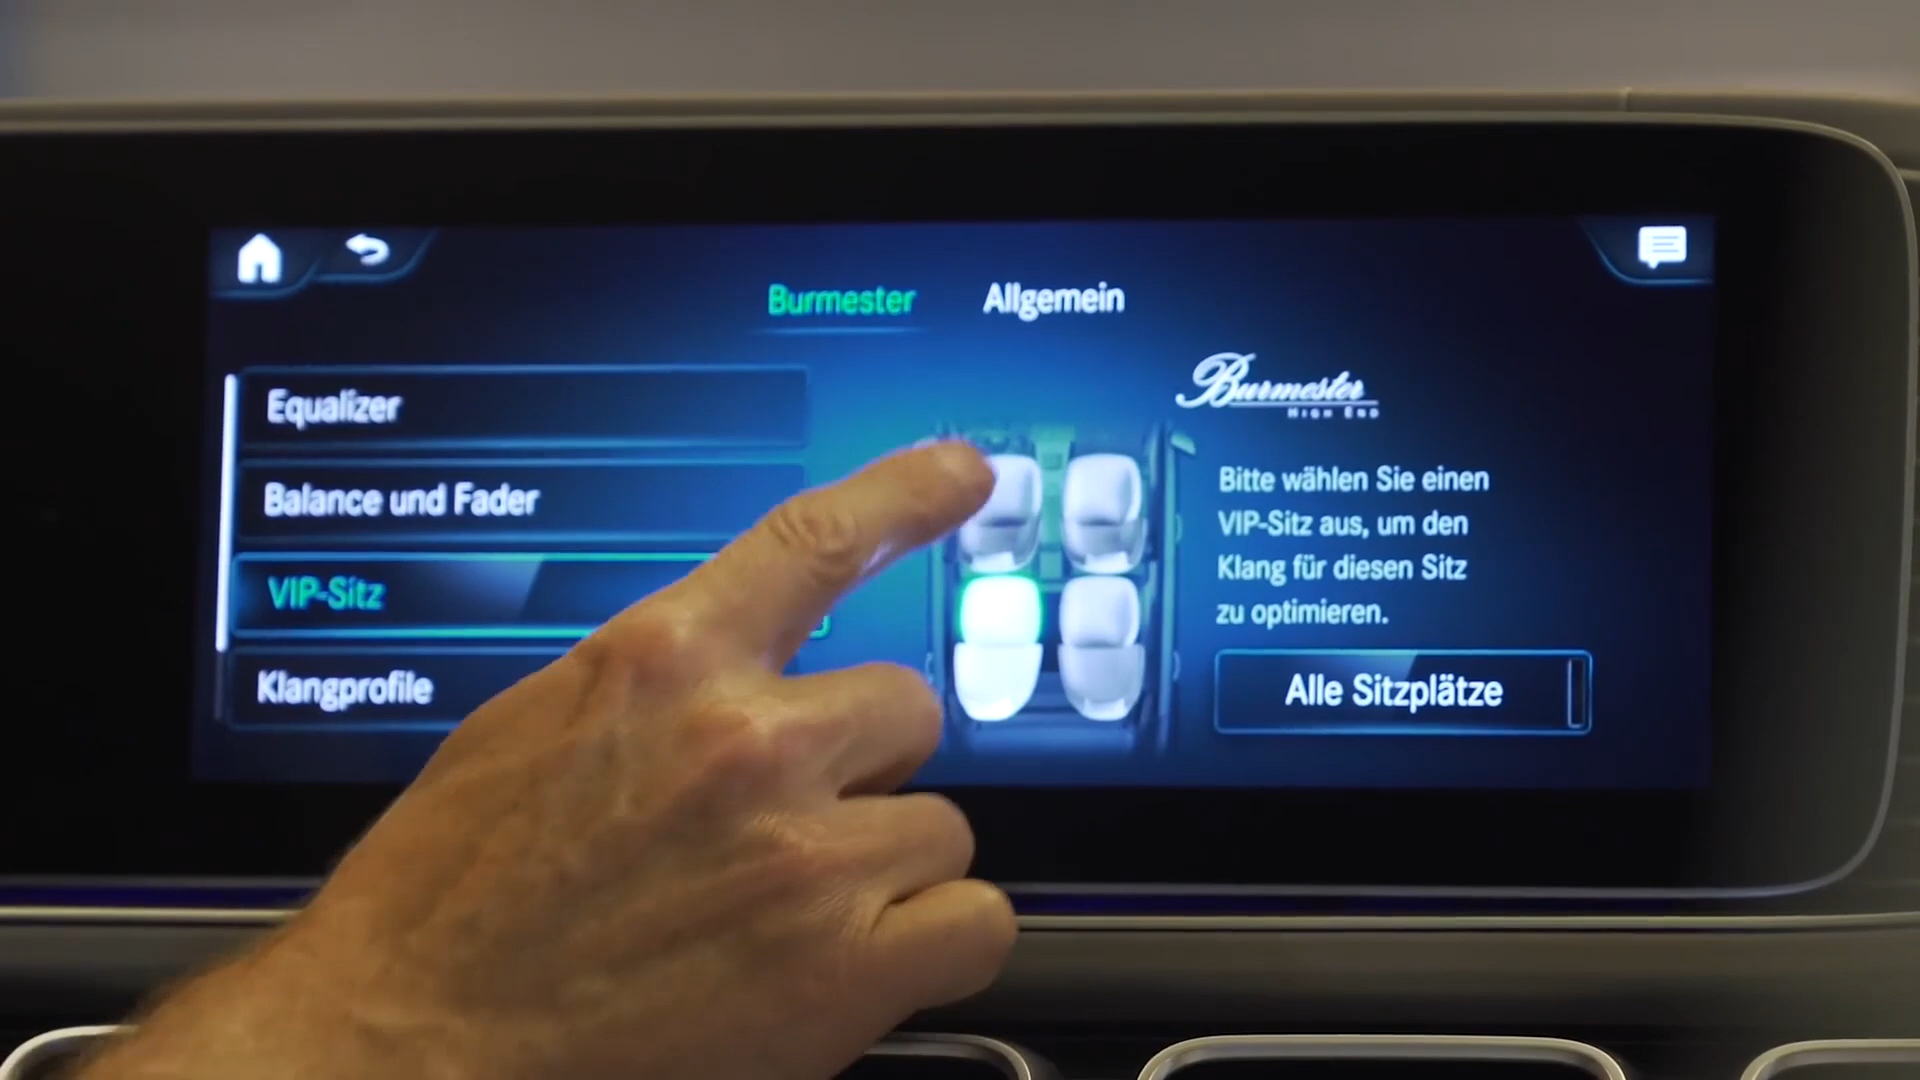 Burmester
Allgemein
Equalizer
Balance und Fader
VIP-Sitz
Klangprofile
Burmester
HIGH END
Bitte wählen Sie einen
VIP-Sitz aus, um den
Klang für diesen Sitz
zu optimieren.
Alle Sitzplätze